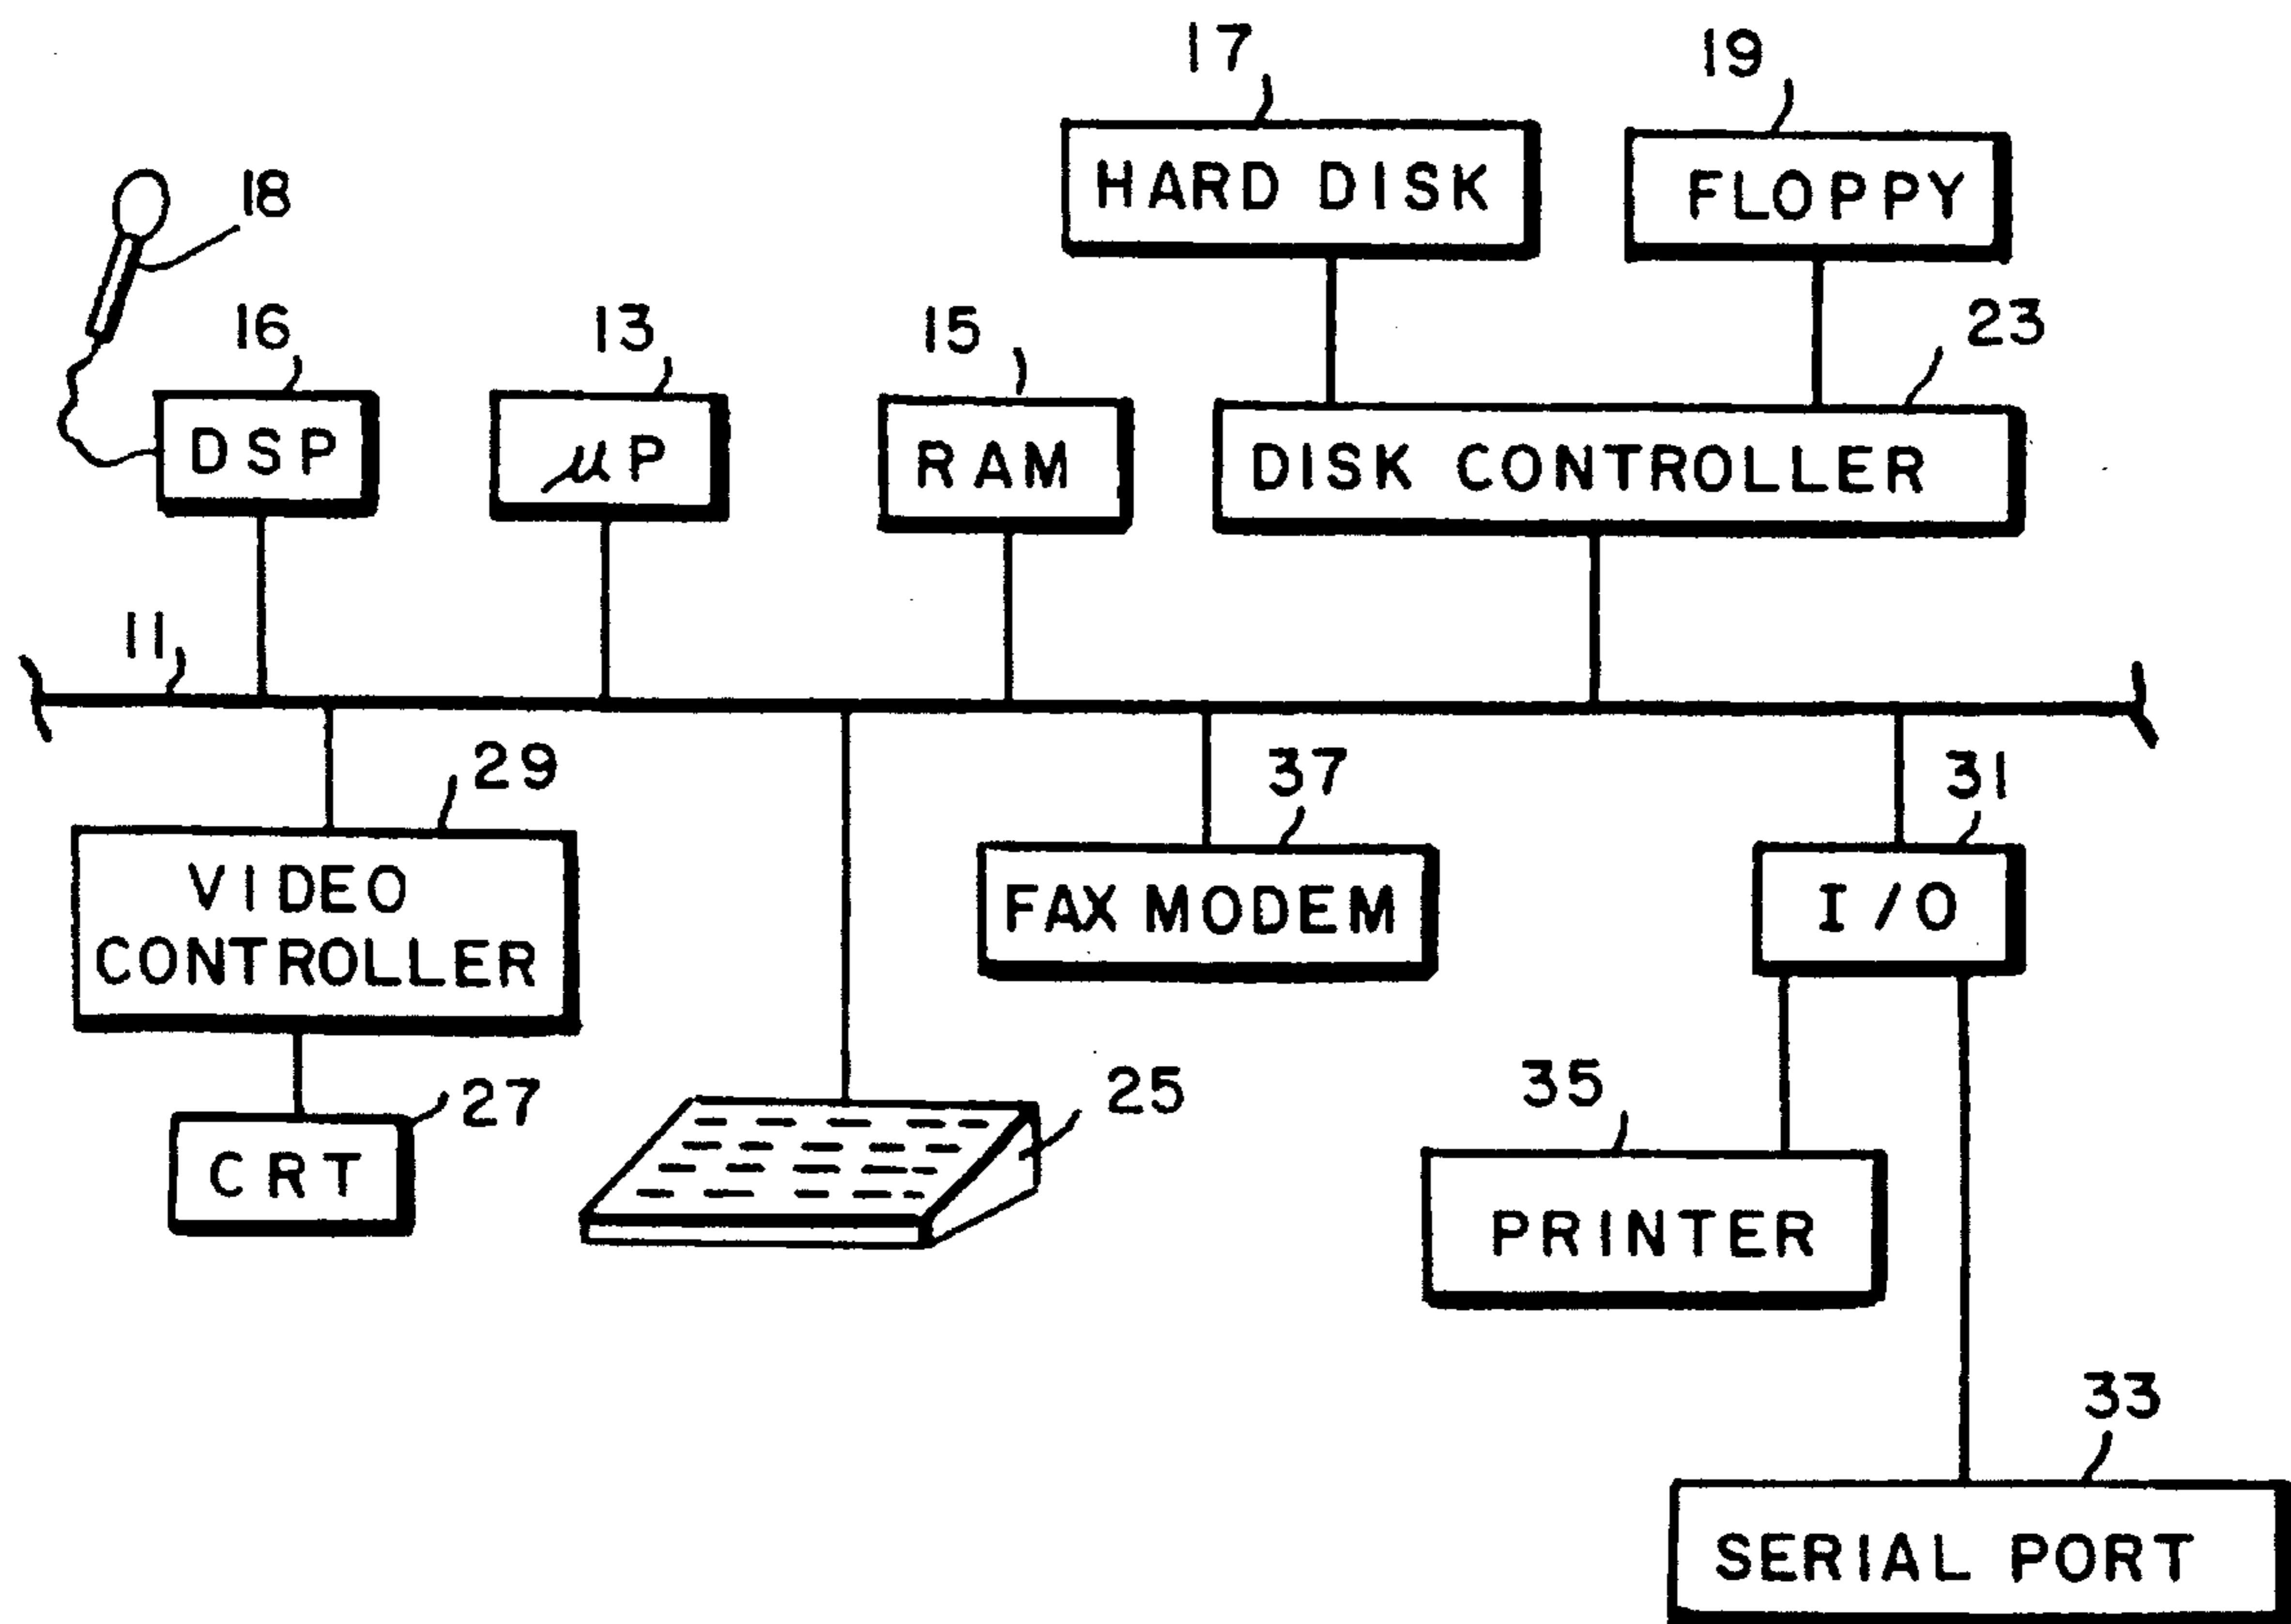 17
19
HARD DISK
FLOPPY
18
16
13
15
23
DSP
μP
RAM
DISK CONTROLLER
11
29
37
31
VIDEO
CONTROLLER
FAX MODEM
I/O
27
25
35
CRT
PRINTER
33
SERIAL PORT